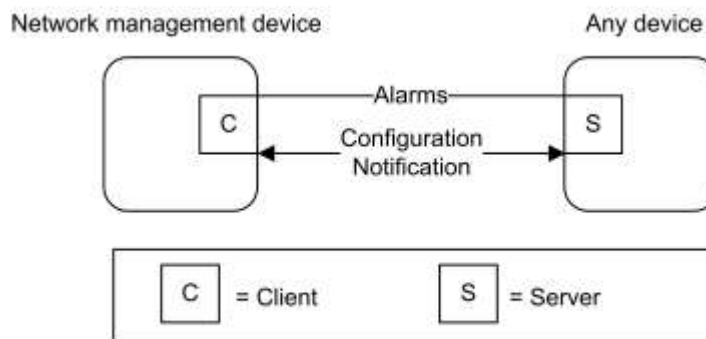 Network management device
Any device
Alarms
C
S
Configuration
Notification
C = Client
S = Server